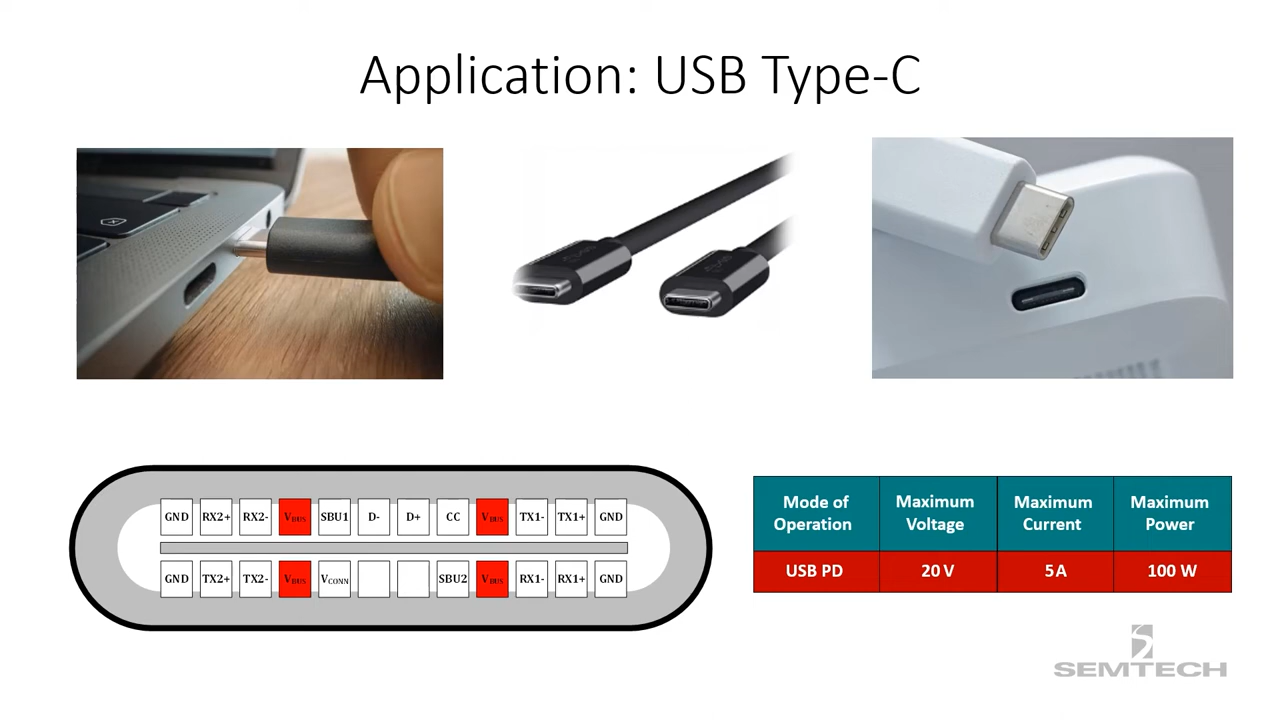 Application: USB Type-C
GND RX2+ RX2- VBUS SBU1 D- D+ CC VBUS TX1- TX1+ GND
GND TX2+ TX2- VBUS VCONN SBU2 VBUS RX1- RX1+ GND
Mode of Operation Maximum Voltage Maximum Current Maximum Power
USB PD 20 V 5 A 100 W
SEMTECH